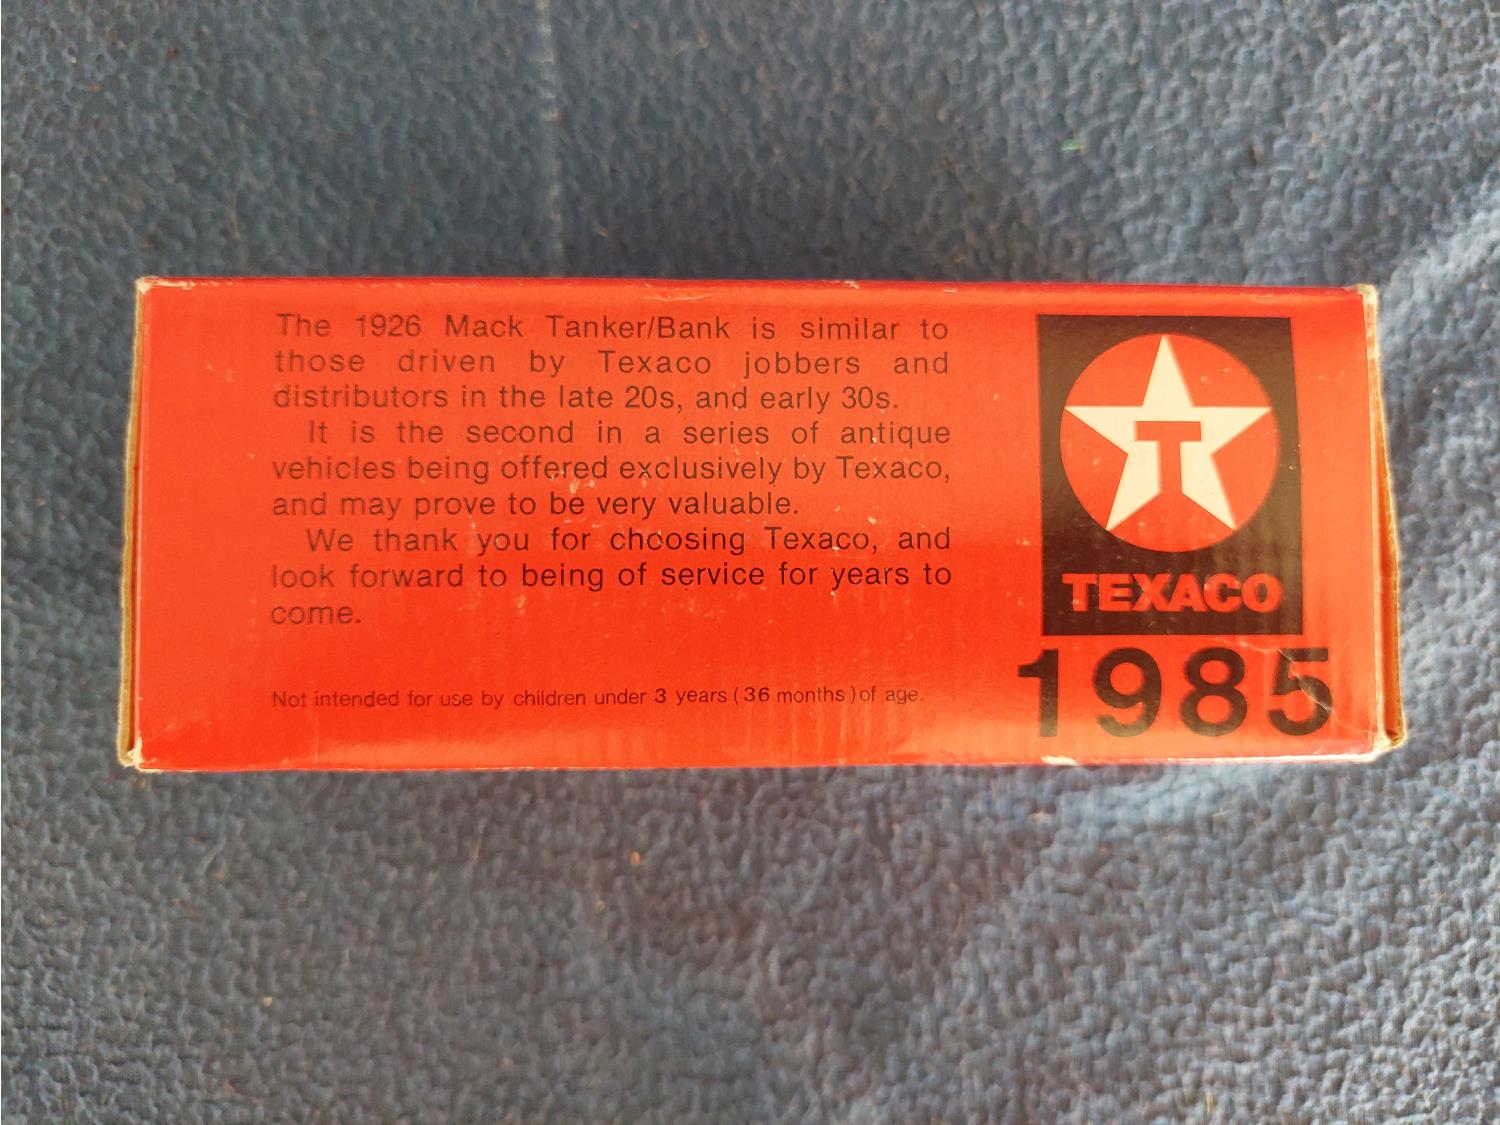 The 1926 Mack Tanker/Bank is similar to
those driven by Texaco jobbers and
distributors in the late 20s, and early 30s.
It is the second in a series of antique
vehicles being offered exclusively by Texaco,
and may prove to be very valuable.
We thank you for choosing Texaco, and
look forward to being of service for years to
come.
Not intended for use by children under 3 years (36 months) of age.
T
TEXACO
1985